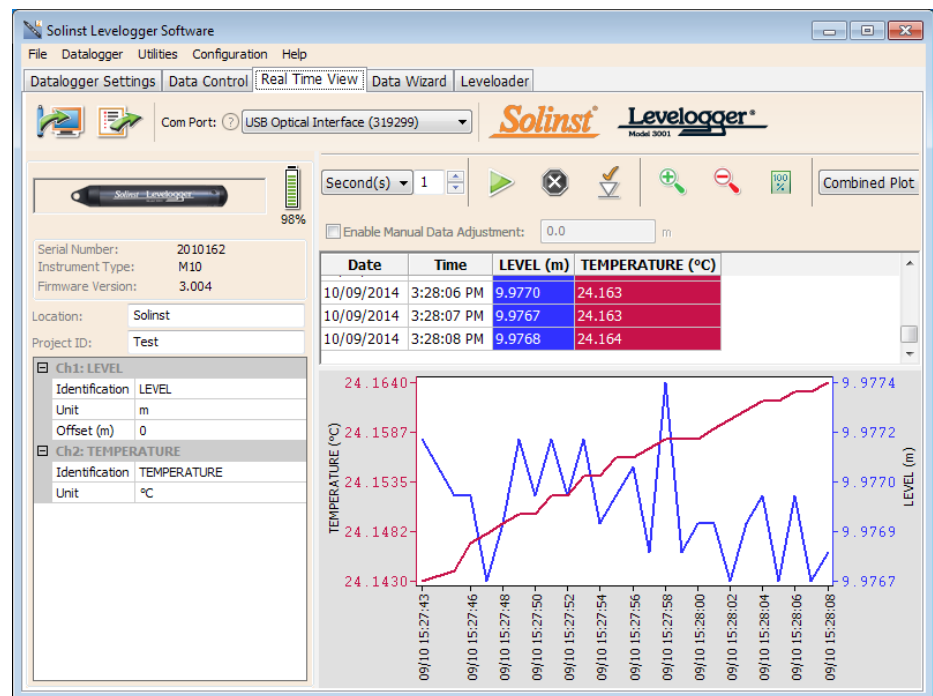 Solinst Levelogger Software
File Datalogger Utilities Configuration Help
Datalogger Settings Data Control Real Time View Data Wizard Leveloader
Com Port: ? USB Optical Interface (319299) Solinst Levelogger®
Model 3001
Solinst Levelogger
98%
Serial Number: 2010162
Instrument Type: M10
Firmware Version: 3.004
Location: Solinst
Project ID: Test
Ch1: LEVEL
Identification LEVEL
Unit m
Offset (m) 0
Ch2: TEMPERATURE
Identification TEMPERATURE
Unit ºC
Second(s) 1 100% Combined Plot
Enable Manual Data Adjustment: 0.0 m
Date Time LEVEL (m) TEMPERATURE (ºC)
10/09/2014 3:28:06 PM 9.9770 24.163
10/09/2014 3:28:07 PM 9.9767 24.163
10/09/2014 3:28:08 PM 9.9768 24.164
TEMPERATURE (ºC)
24.1640
24.1587
24.1535
24.1482
24.1430
9.9774
9.9772
9.9770
9.9769
9.9767
LEVEL (m)
09/10 15:27:43
09/10 15:27:46
09/10 15:27:48
09/10 15:27:50
09/10 15:27:52
09/10 15:27:54
09/10 15:27:56
09/10 15:27:58
09/10 15:28:00
09/10 15:28:02
09/10 15:28:04
09/10 15:28:06
09/10 15:28:08